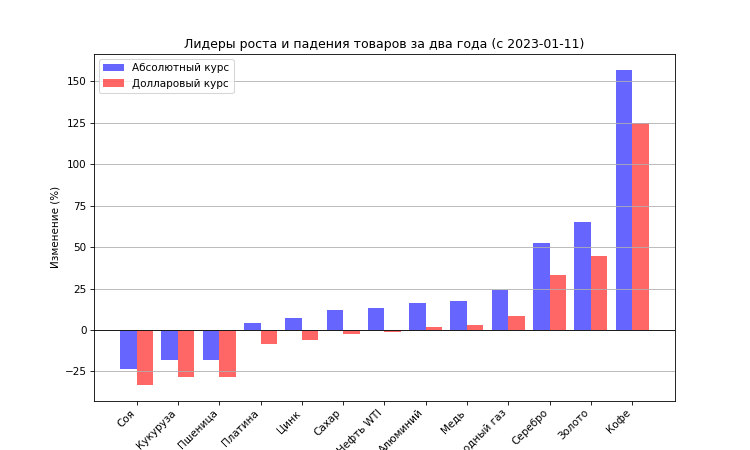 Лидеры роста и падения товаров за два года (с 2023-01-11)
Абсолютный курс
Долларовый курс
Изменение (%)
150
125
100
75
50
25
0
−25
Соя
Кукуруза
Пшеница
Платина
Цинк
Сахар
Нефть WTI
Алюминий
Медь
одный газ
Серебро
Золото
Кофе